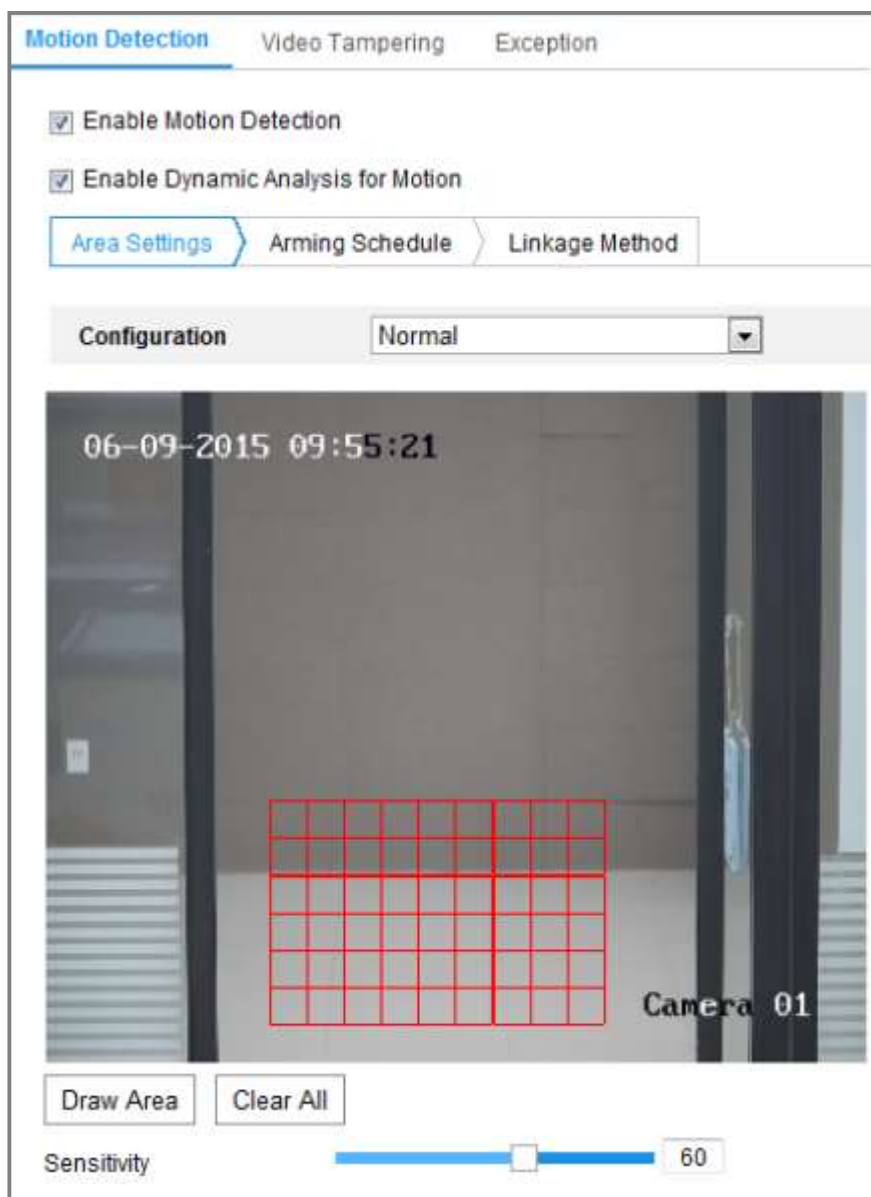 Motion Detection Video Tampering Exception
Enable Motion Detection
Enable Dynamic Analysis for Motion
Area Settings Arming Schedule Linkage Method
Configuration Normal
06-09-2015 09:55:21
Camera 01
Draw Area Clear All
Sensitivity 60